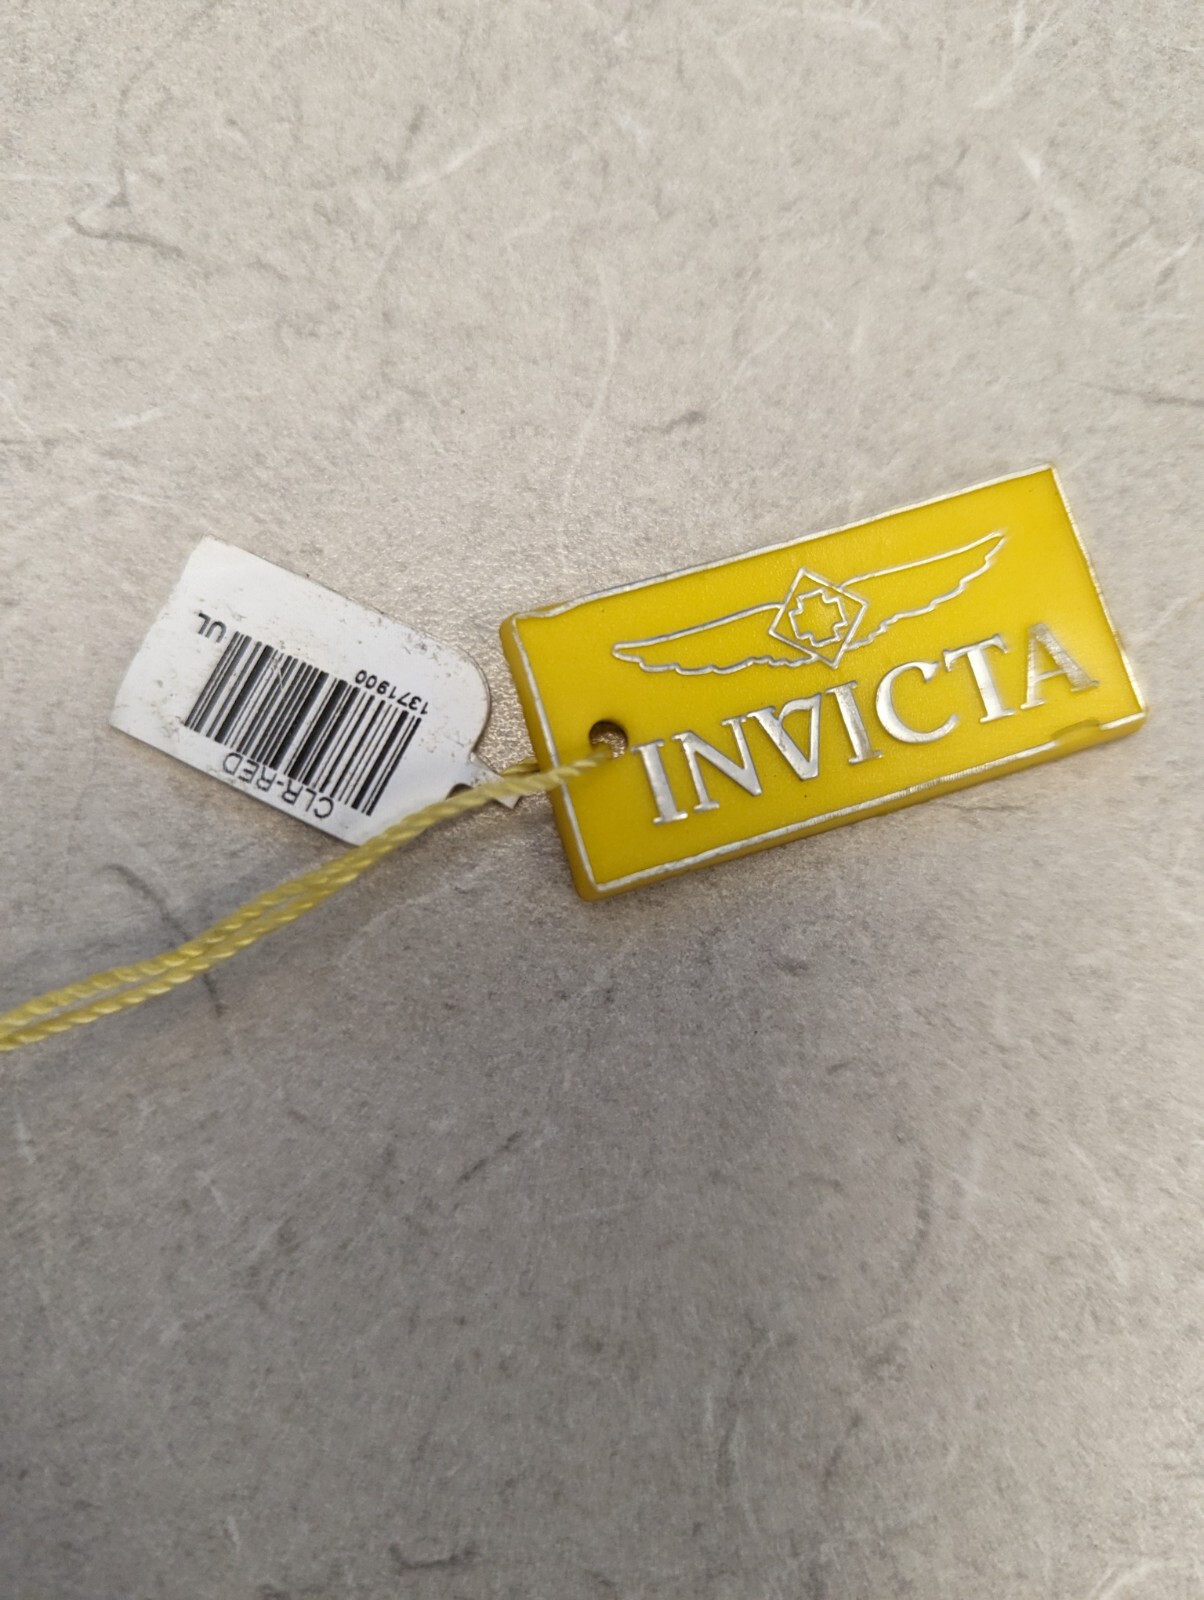 INVICTA
CLR-RED
1371900
UL